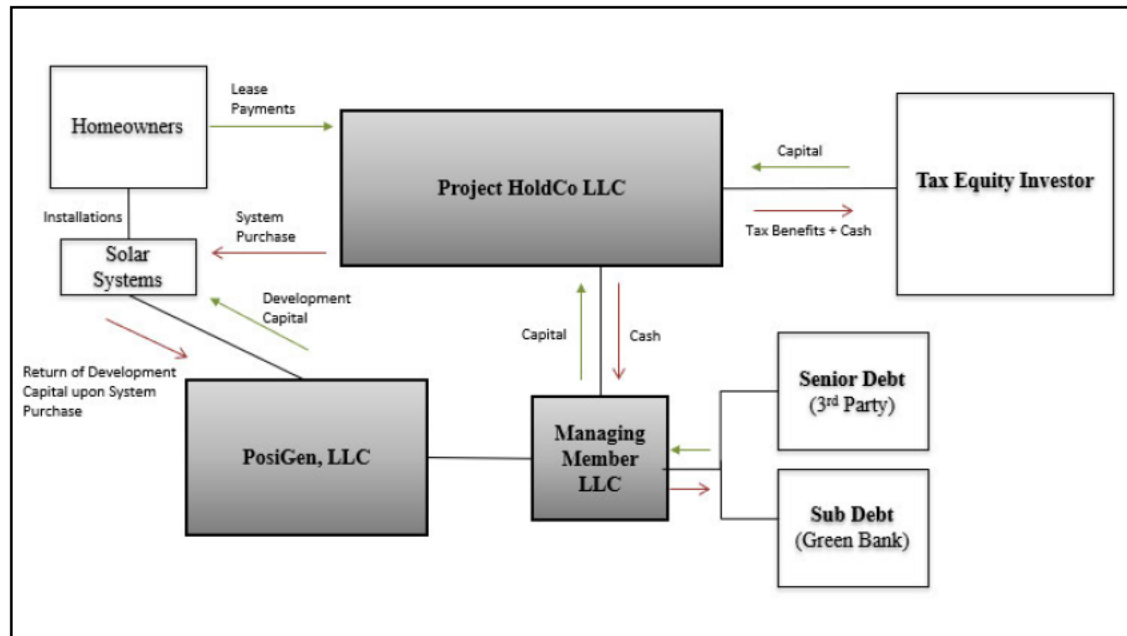 Homeowners
Lease
Payments
Project HoldCo LLC
Capital
Tax Equity Investor
Tax Benefits + Cash
Installations
System
Purchase
Solar
Systems
Development
Capital
Capital
Cash
Return of Development
Capital upon System
Purchase
PosiGen, LLC
Managing
Member
LLC
Senior Debt
(3rd Party)
Sub Debt
(Green Bank)